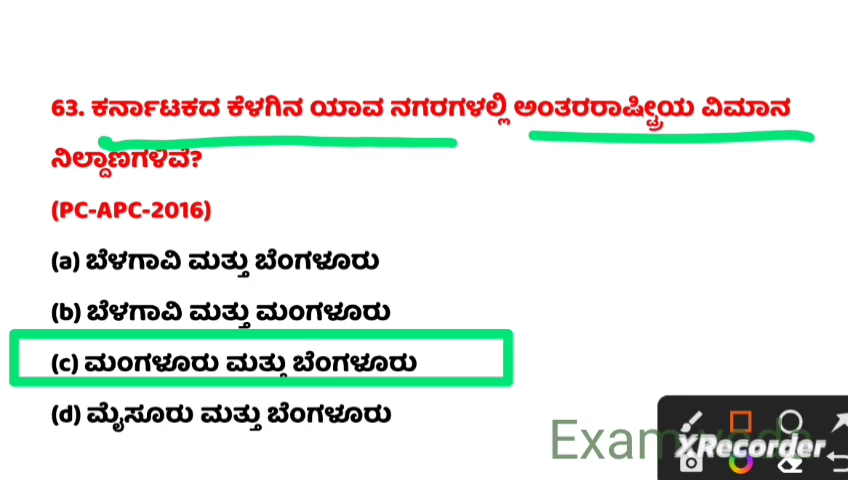 63. ಕರ್ನಾಟಕದ ಕೆಳಗಿನ ಯಾವ ನಗರಗಳಲ್ಲಿ ಅಂತರರಾಷ್ಟ್ರೀಯ ವಿಮಾನ
ನಿಲ್ದಾಣಗಳಿವೆ?
(PC-APC-2016)
(a) ಬೆಳಗಾವಿ ಮತ್ತು ಬೆಂಗಳೂರು
(b) ಬೆಳಗಾವಿ ಮತ್ತು ಮಂಗಳೂರು
(c) ಮಂಗಳೂರು ಮತ್ತು ಬೆಂಗಳೂರು
(d) ಮೈಸೂರು ಮತ್ತು ಬೆಂಗಳೂರು
Exam
XRecorder